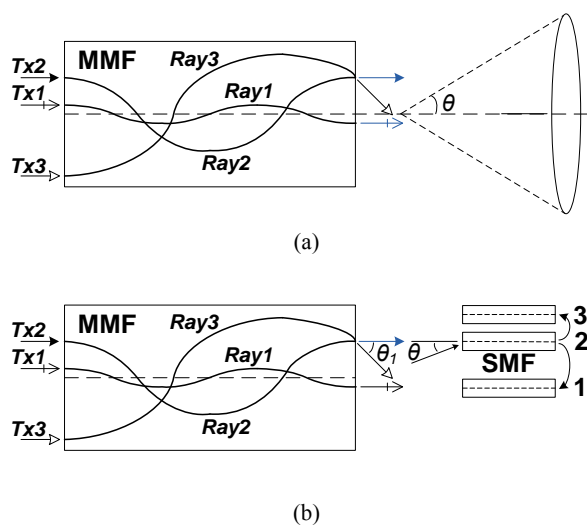 Tx2
MMF
Ray3
Tx1
Ray1
θ
Ray2
Tx3
(a)
Tx2
MMF
Ray3
3
Tx1
Ray1
θ1
θ
2
SMF
1
Ray2
Tx3
(b)